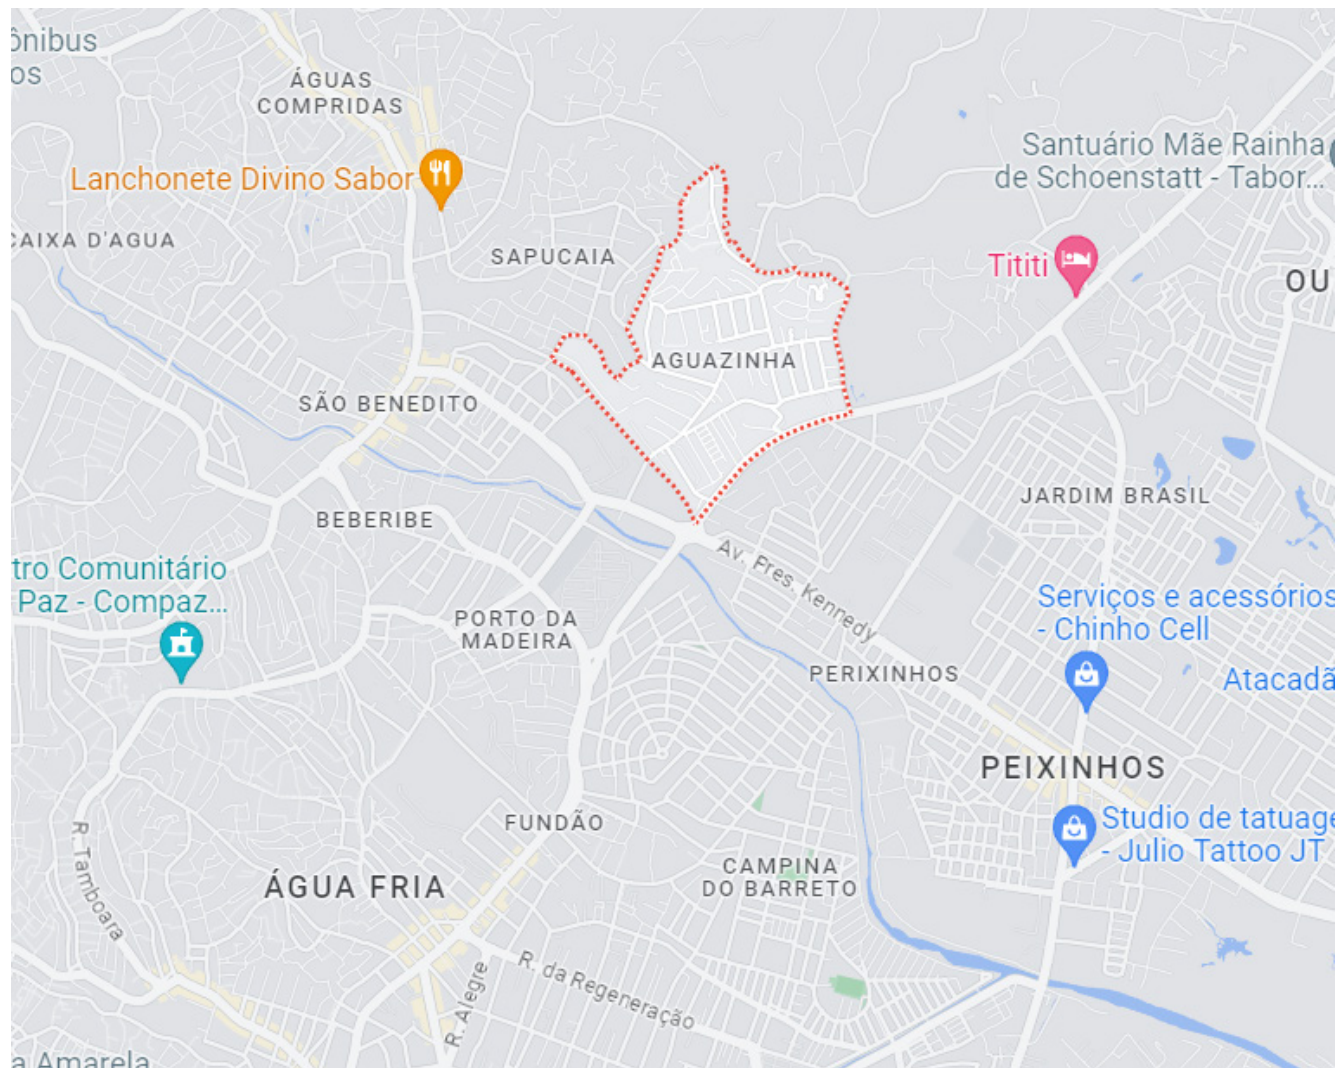 ônibus
os
ÁGUAS
COMPRIDAS
Lanchonete Divino Sabor
Santuário Mãe Rainha
de Schoenstatt - Tabor...
CAIXA D'AGUA
SAPUCAIA
Tititi
OU
AGUAZINHA
SÃO BENEDITO
JARDIM BRASIL
BEBERIBE
Av. Pres. Kennedy
tro Comunitário
Paz - Compaz...
Serviços e acessórios
- Chinho Cell
PORTO DA
MADEIRA
PERIXINHOS
Atacadã
PEIXINHOS
R. Tamboara
FUNDÃO
Studio de tatuage
- Julio Tattoo JT
ÁGUA FRIA
CAMPINA
DO BARRETO
R. da Regeneração
R. Alegre
a Amarela